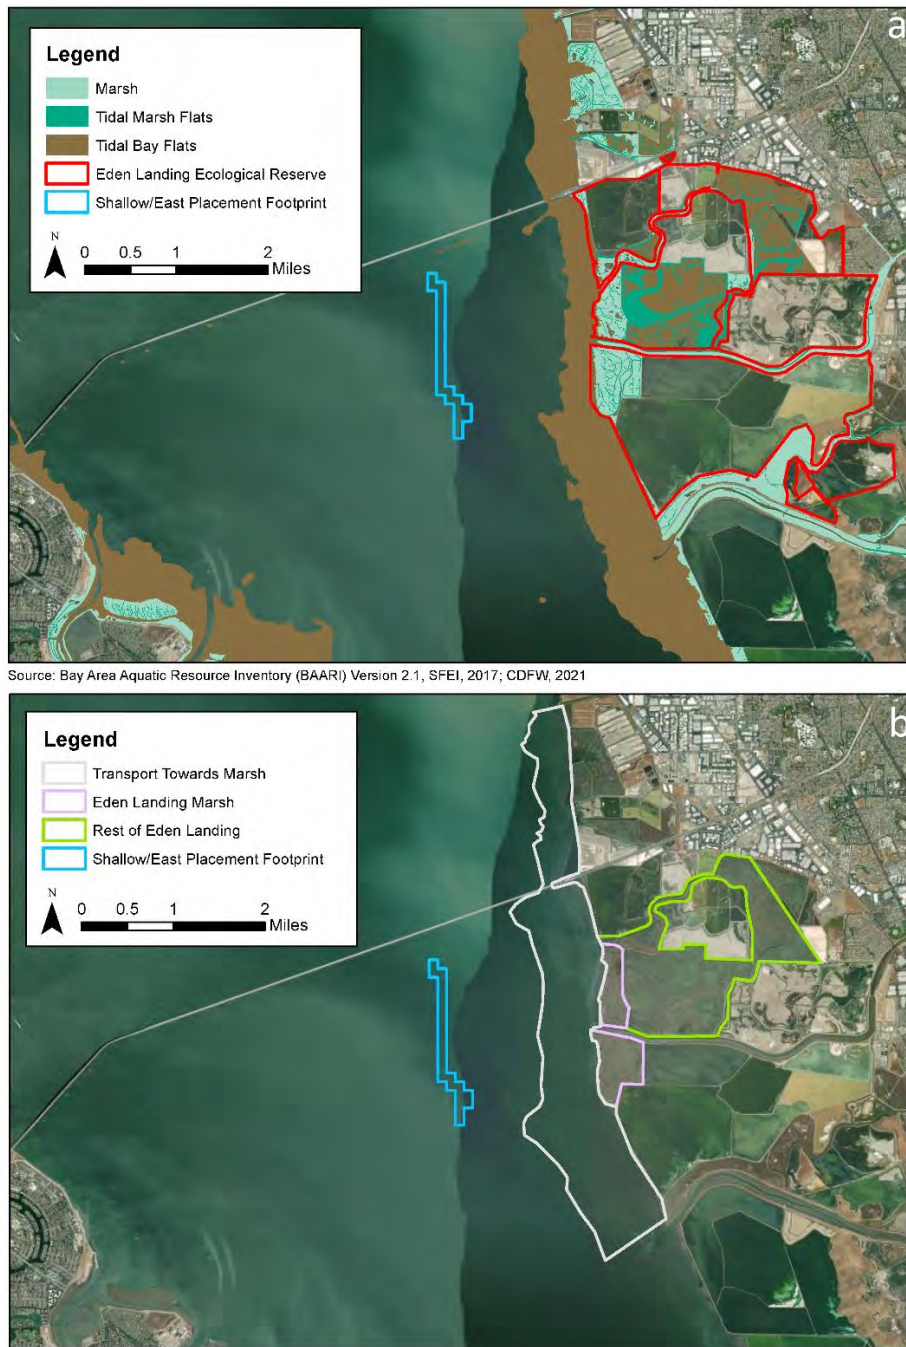 a
Legend
Marsh
Tidal Marsh Flats
Tidal Bay Flats
Eden Landing Ecological Reserve
Shallow/East Placement Footprint
N
0 0.5 1 2
Miles
Source: Bay Area Aquatic Resource Inventory (BAARI) Version 2.1, SFEI, 2017; CDFW, 2021
b
Legend
Transport Towards Marsh
Eden Landing Marsh
Rest of Eden Landing
Shallow/East Placement Footprint
N
0 0.5 1 2
Miles